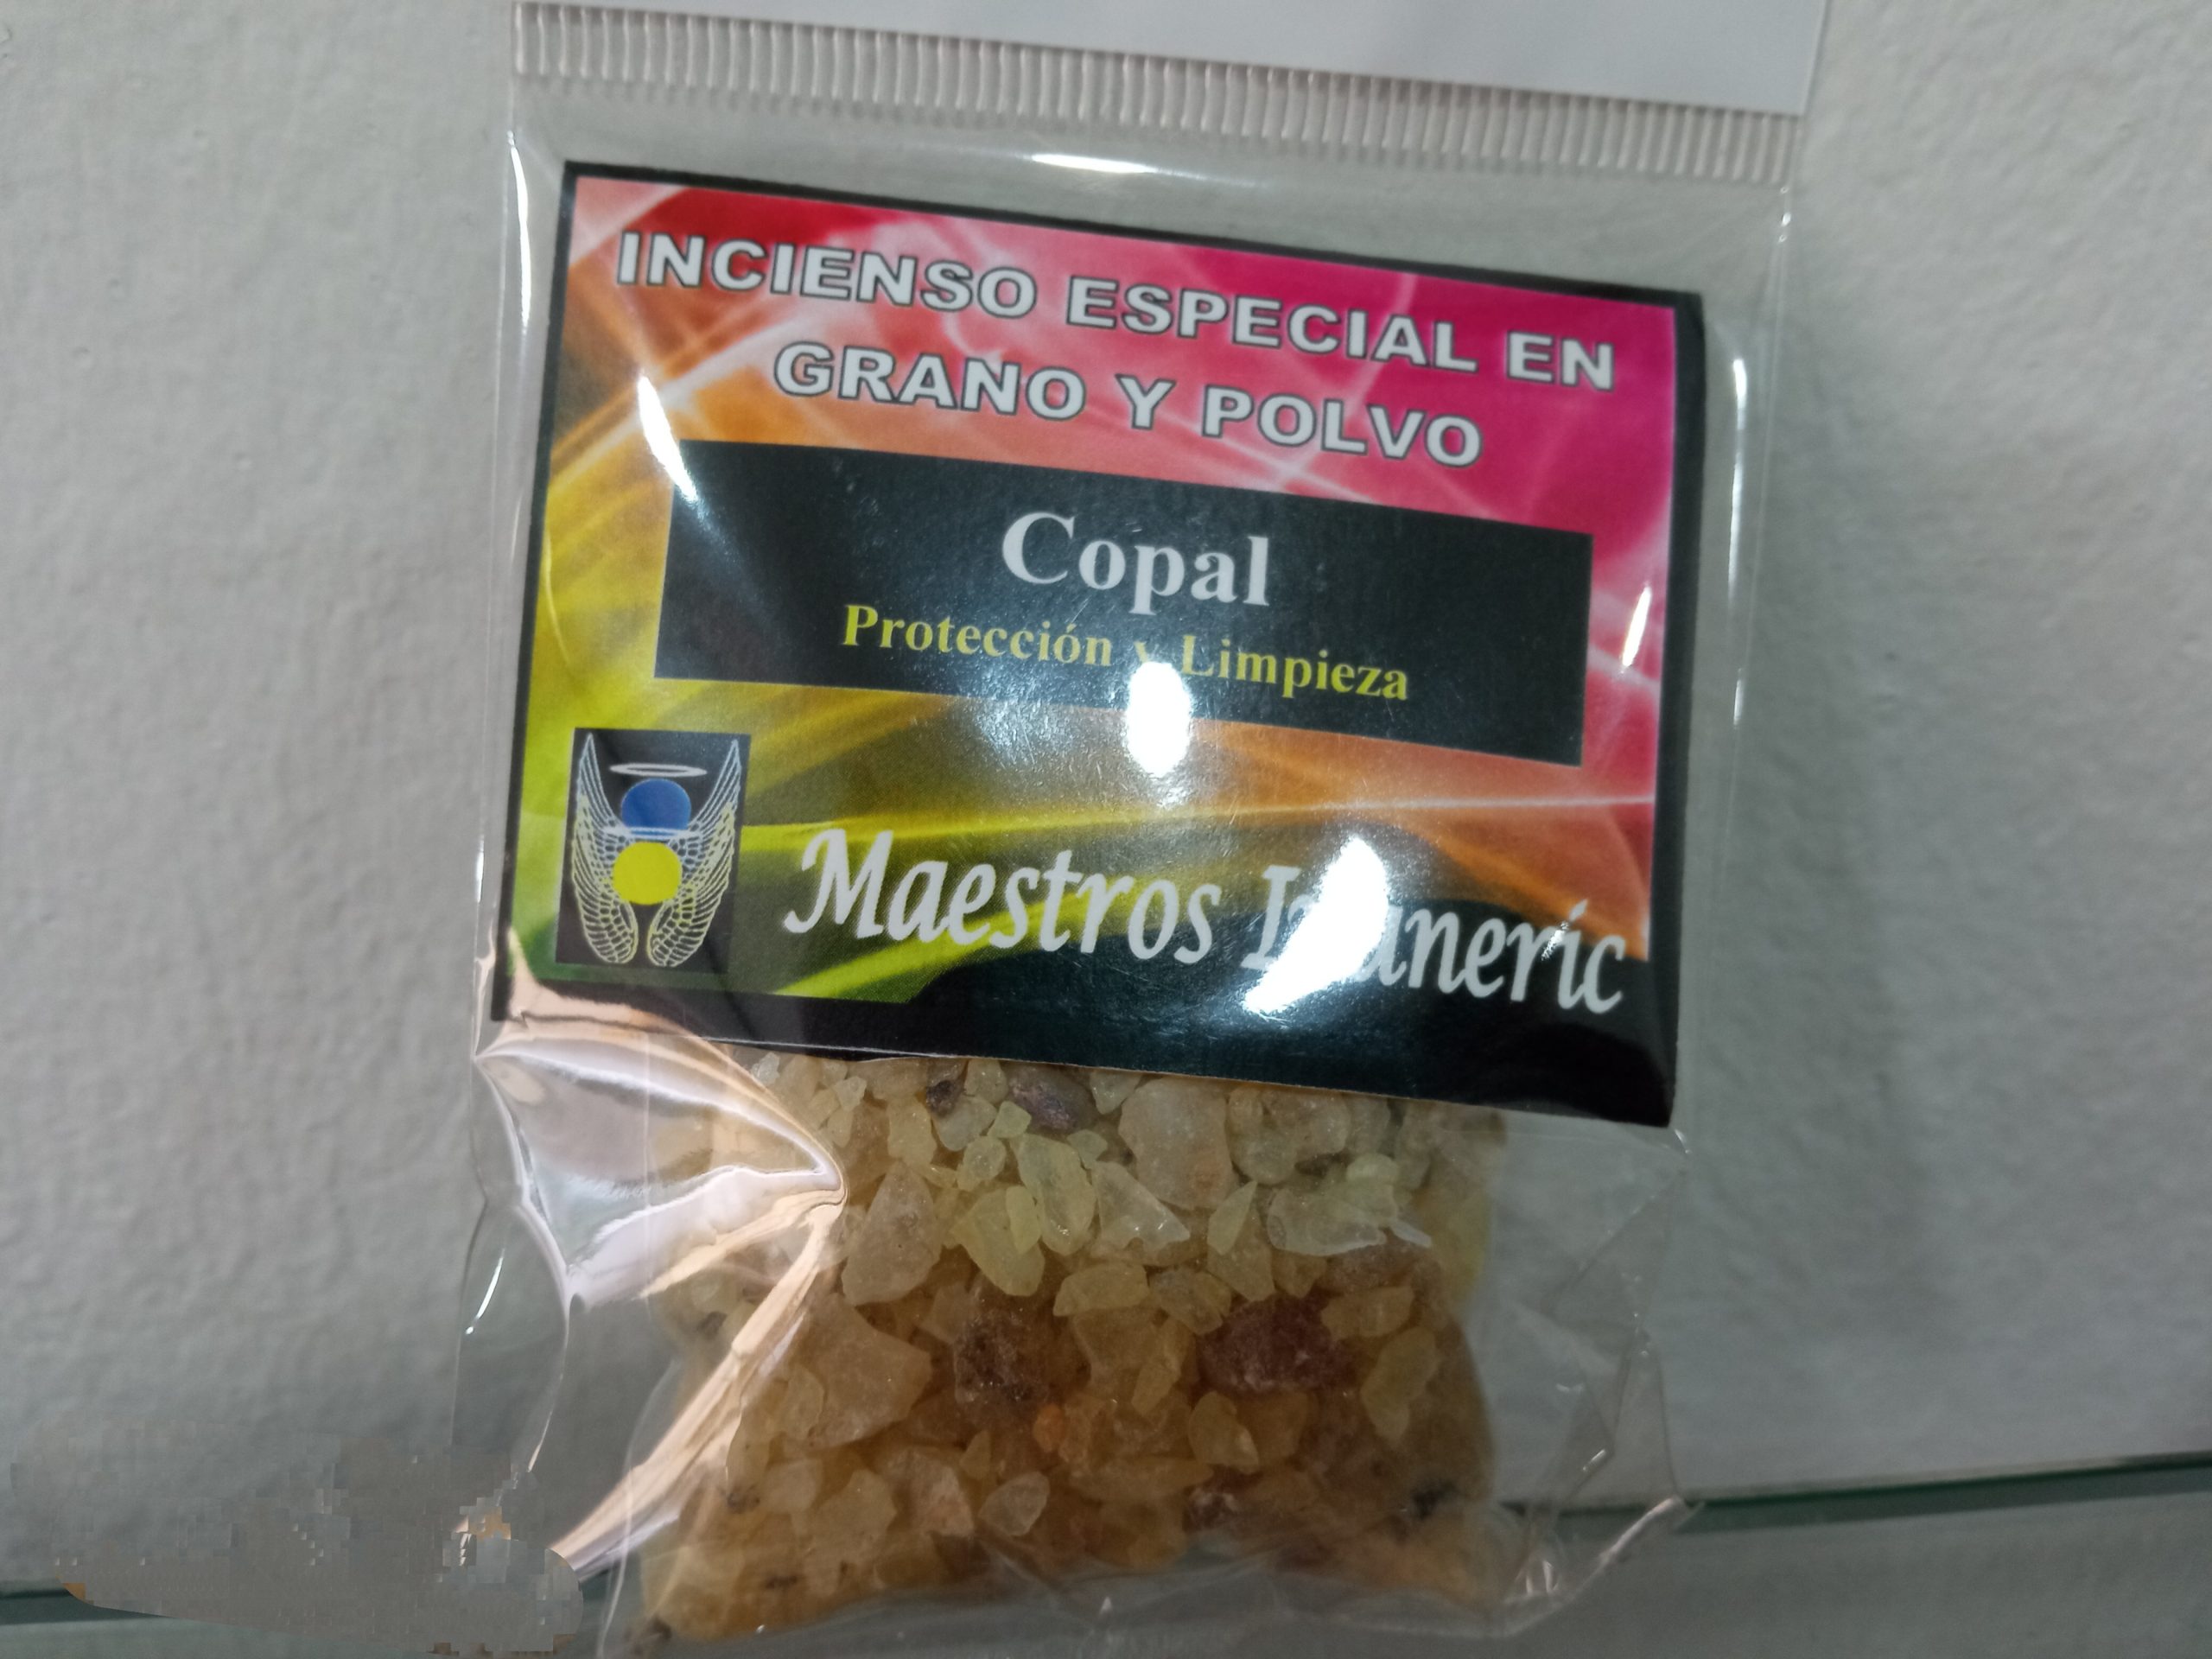 INCIENSO ESPECIAL EN
GRANO Y POLVO
Copal
Protección y Limpieza
Maestros